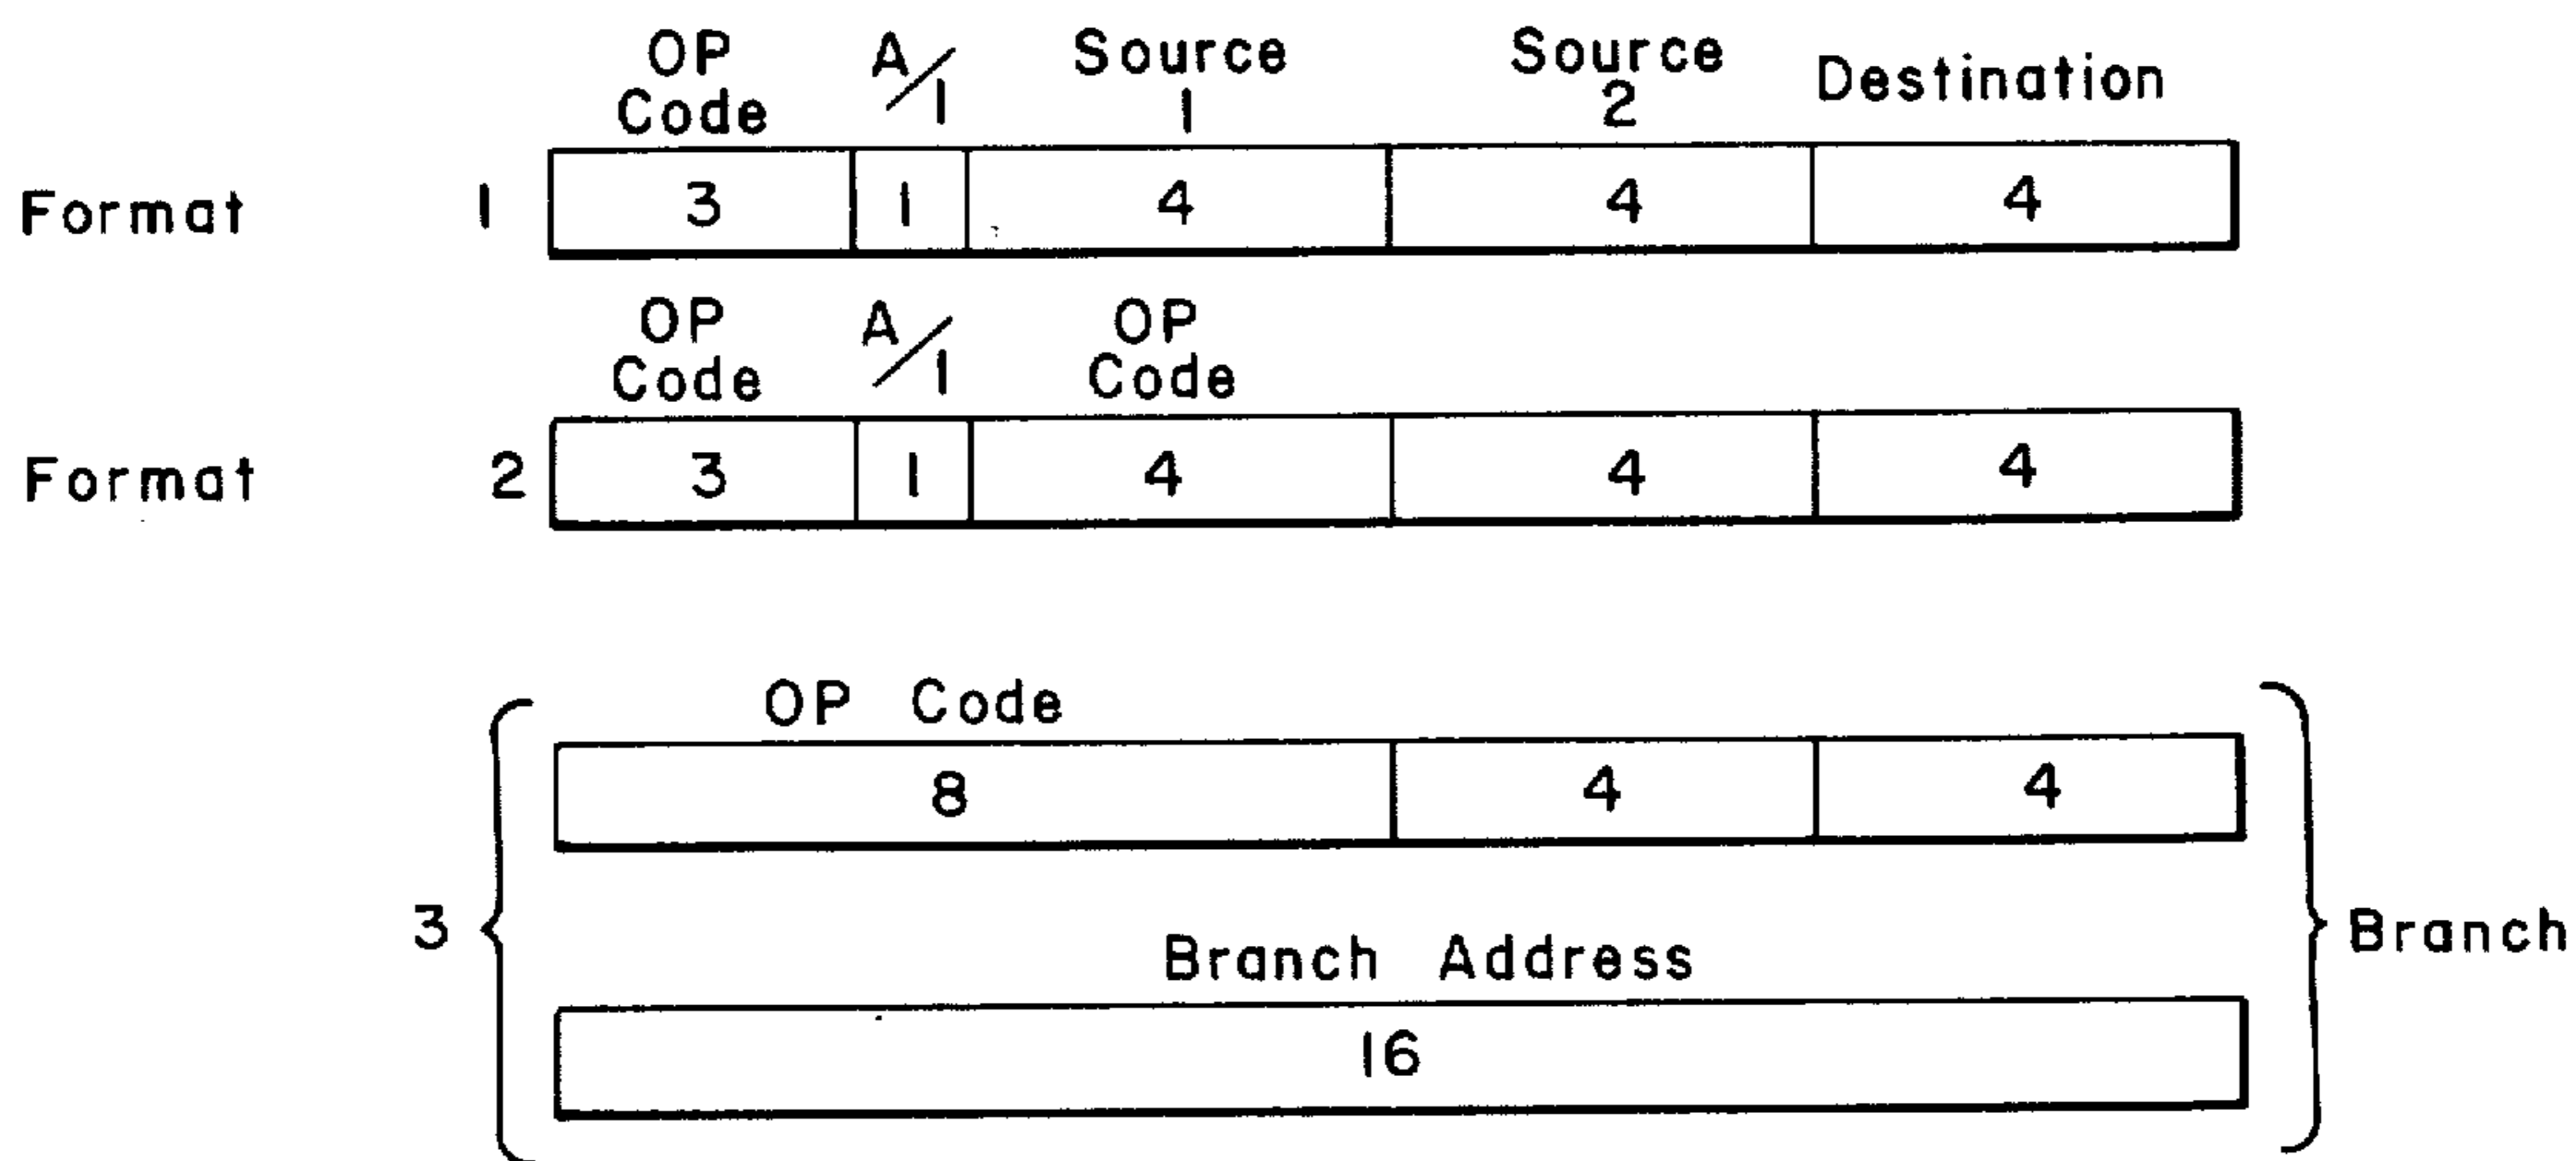 OP Code A/1 Source 1 Source 2 Destination
Format 1 3 1 4 4 4
OP Code A/1 OP Code
Format 2 3 1 4 4 4
OP Code
8 4 4
3 Branch
Branch Address
16